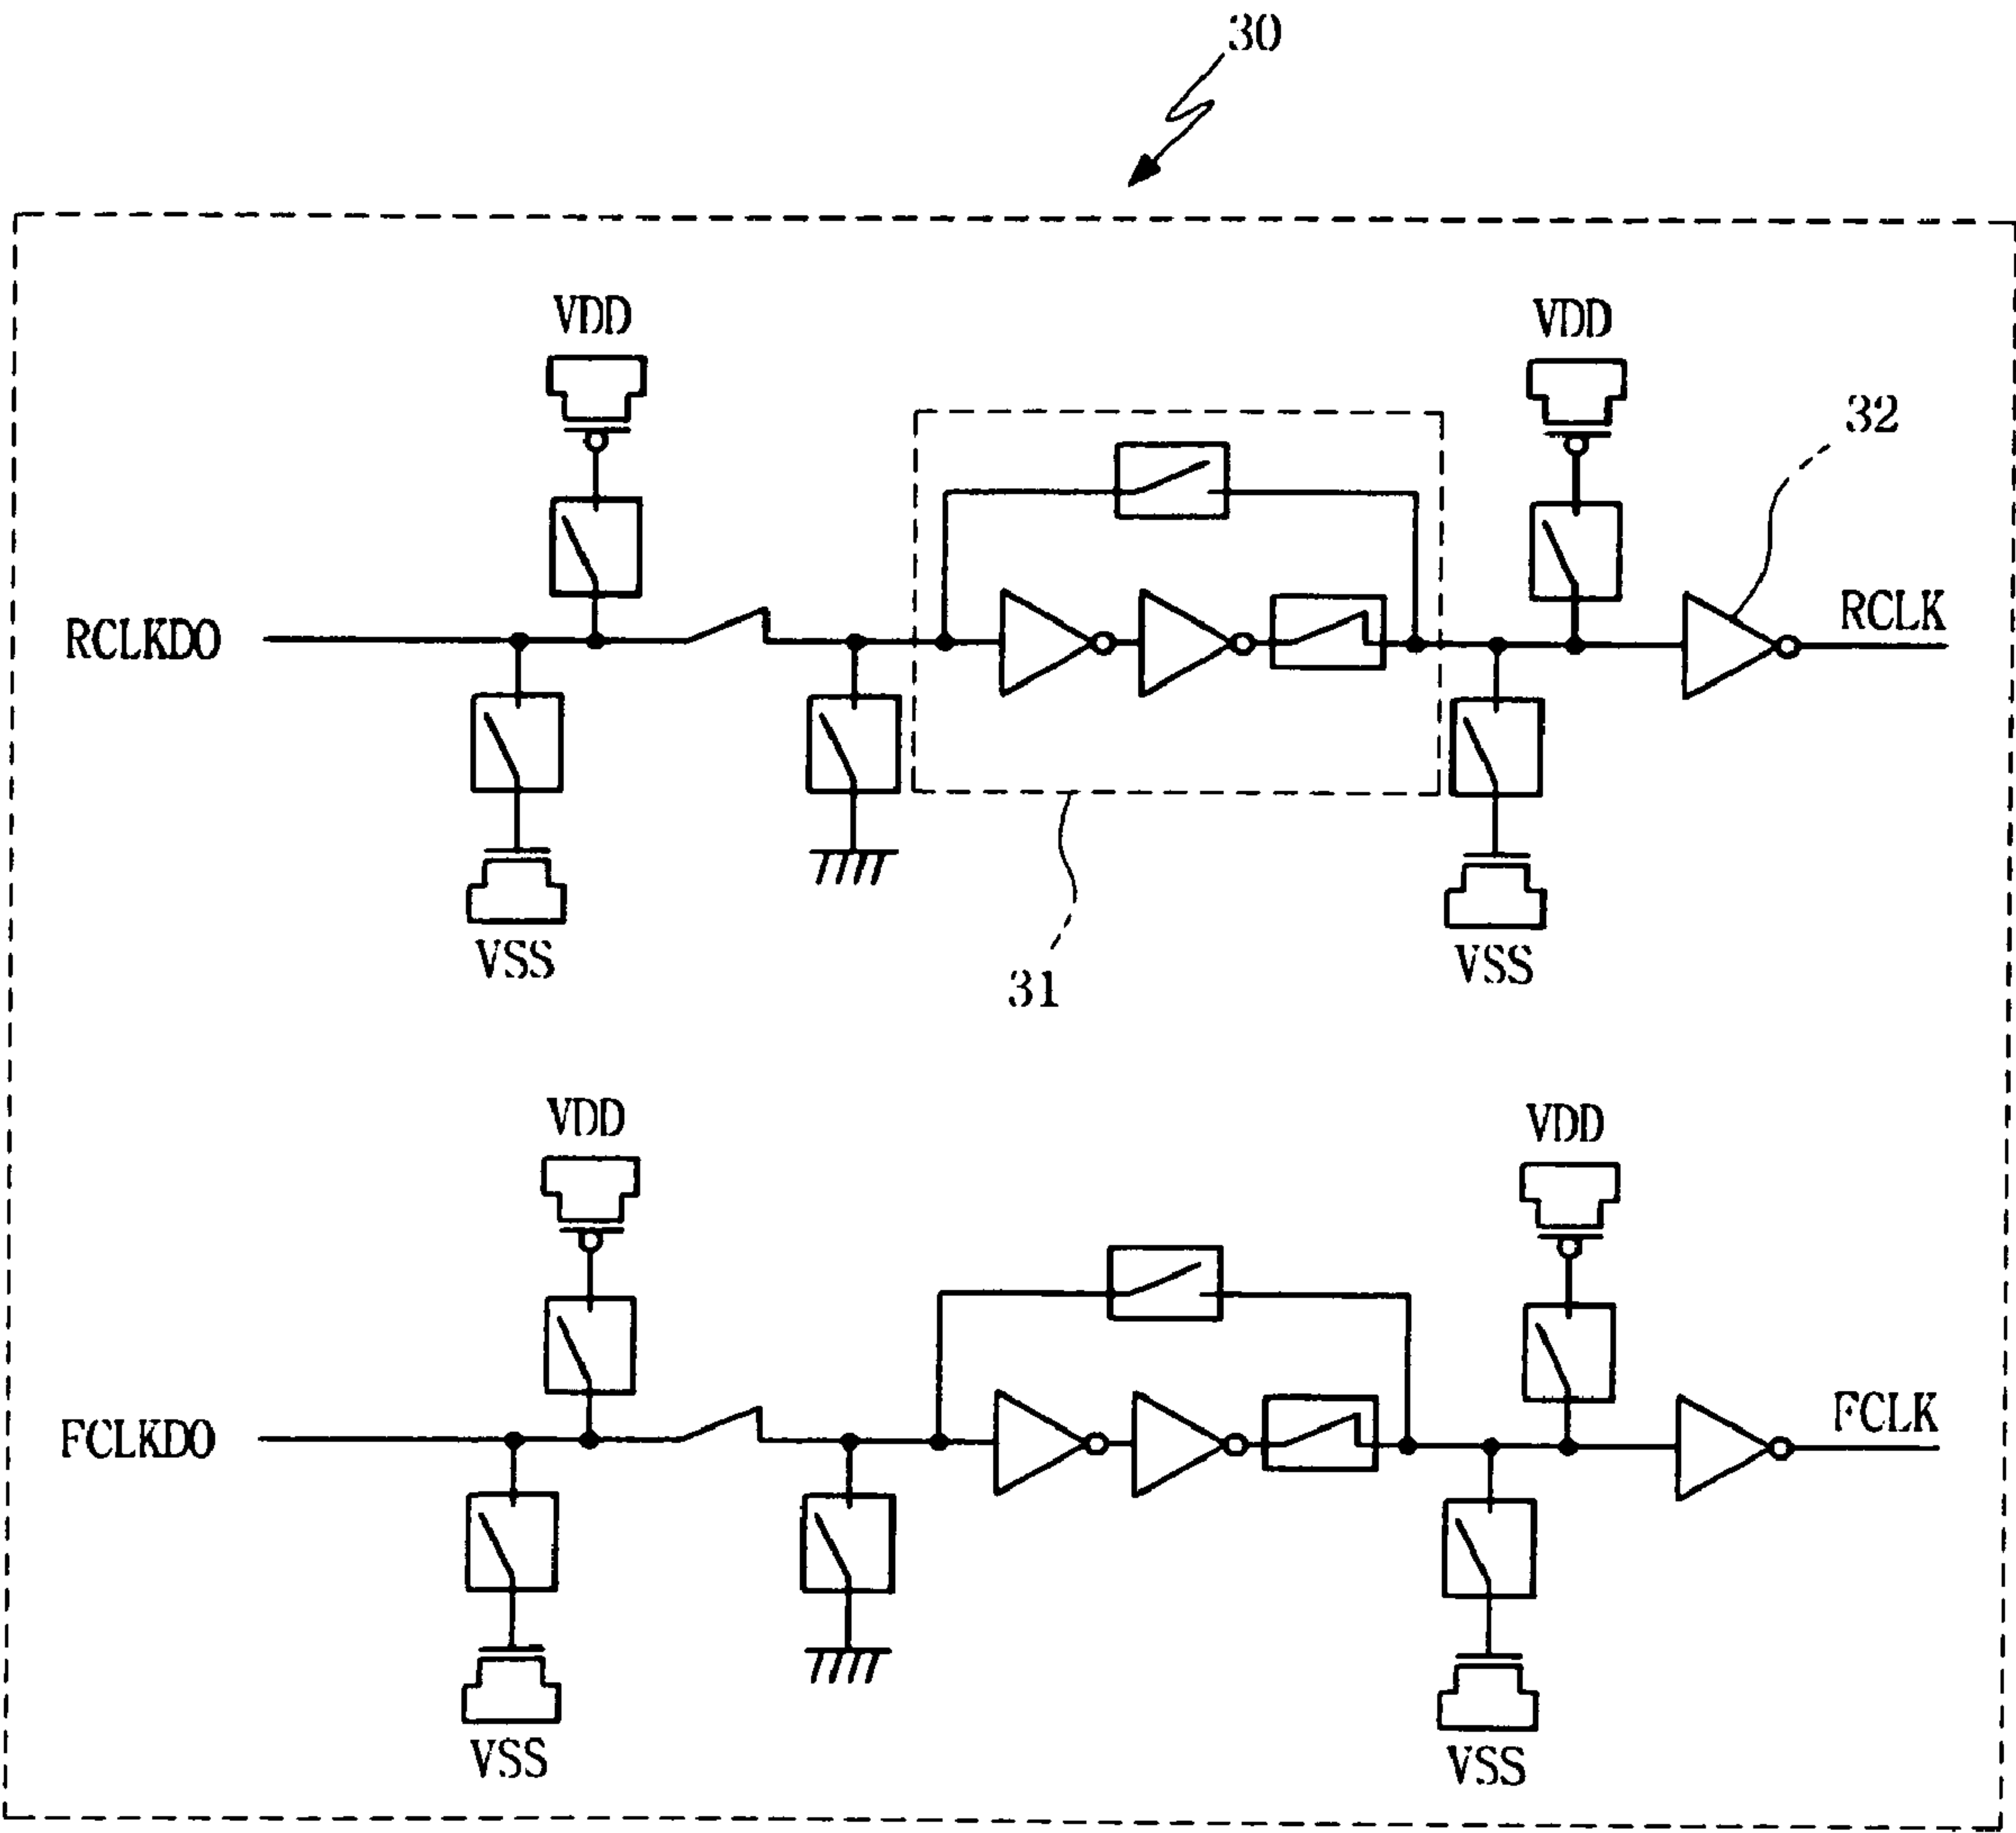 30
VDD
VDD
32
RCLKDO
RCLK
VSS
VSS
31
VDD
VDD
FCLKDO
FCLK
VSS
VSS